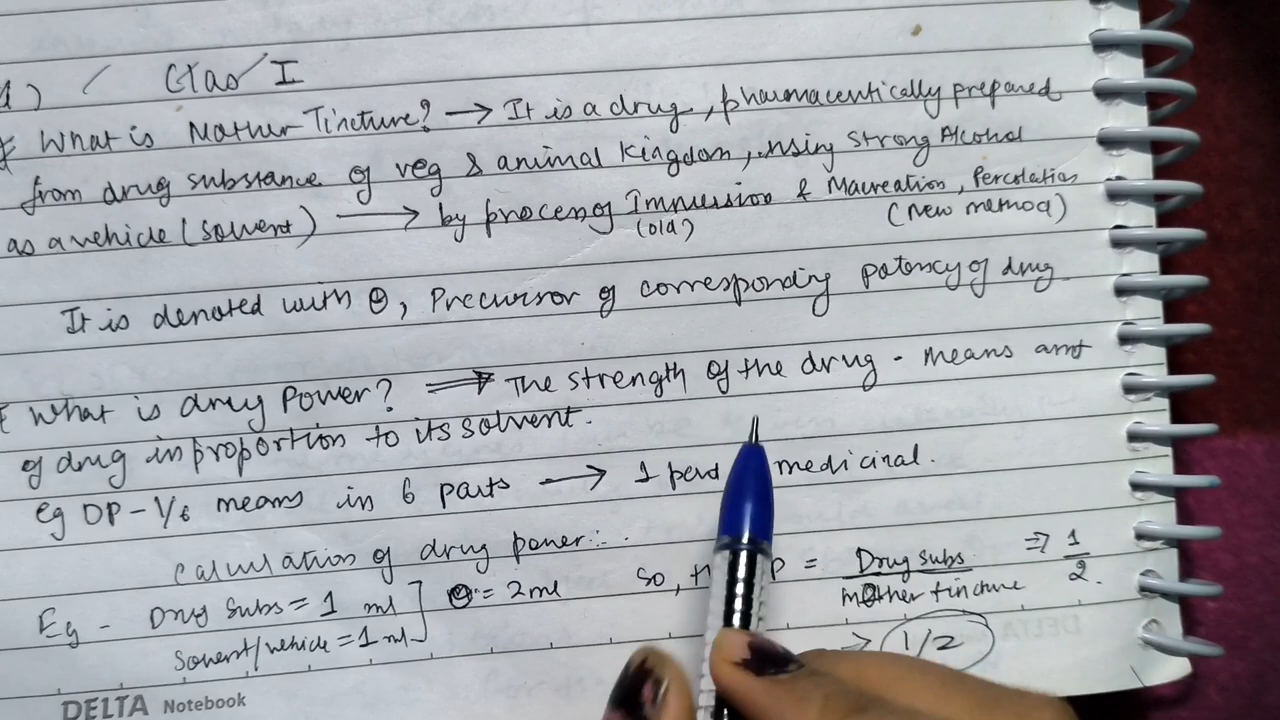 Class I
* What is Mother Tincture? → It is a drug, pharmaceutically prepared
from drug substance of veg & animal kingdom, using strong Alcohol
as a vehicle (solvent) → by process of Immersion & Maceration, Percolation
(old) (New method)
It is denoted with θ, Precursor of corresponding potency of drug
* What is drug Power? ⇒ The strength of the drug - means amt
of drug in proportion to its solvent.
eg DP - 1/6 means in 6 parts → 1 part medicinal.
Calculation of drug power:-
Eg - Drug Subs = 1 ml ] θ = 2ml So, P = Drug subs / mother tincture ⇒ 1/2.
Solvent/vehicle = 1 ml
⇒ 1/2
DELTA Notebook